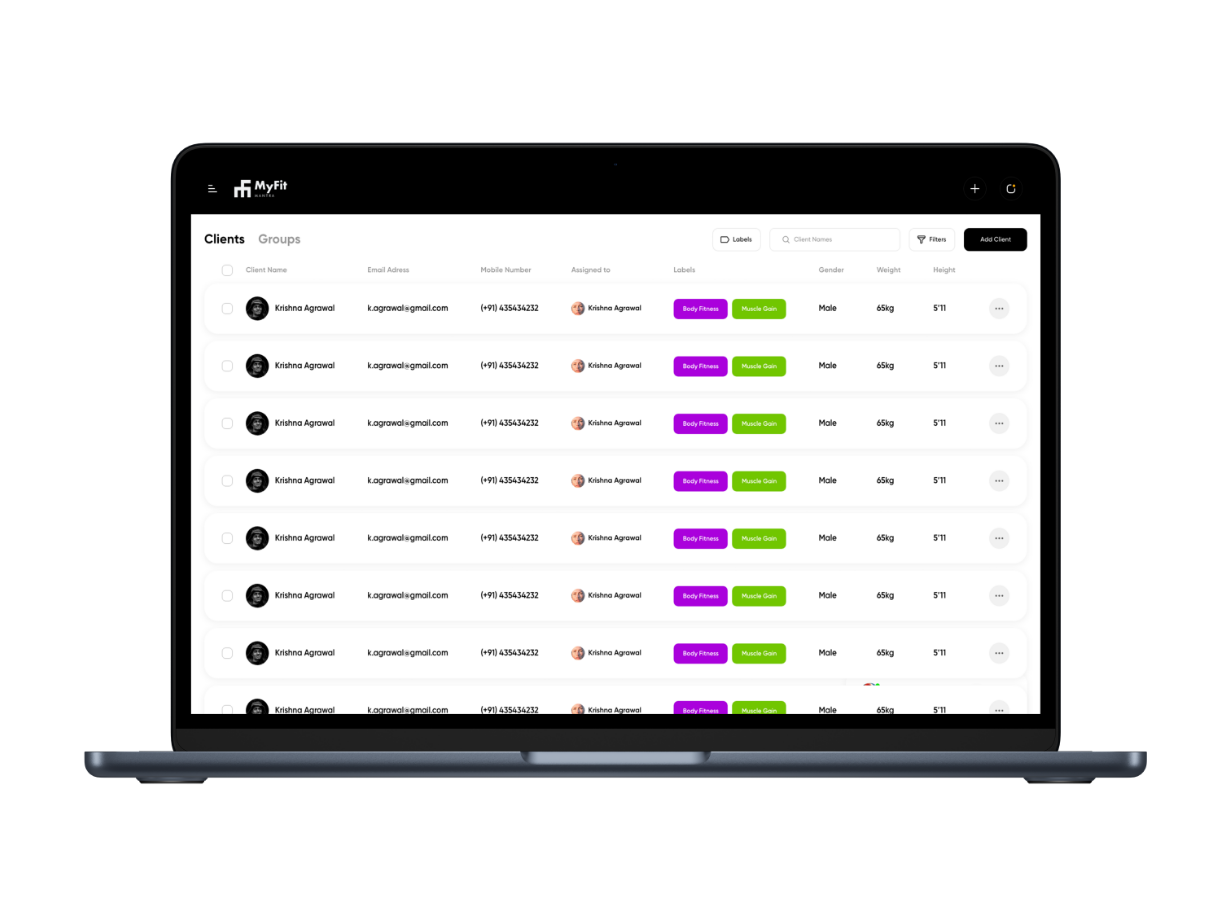 MyFit
MANTRA
Clients Groups Labels Client Names Filters Add Client
Client Name Email Adress Mobile Number Assigned to Labels Gender Weight Height
Krishna Agrawal k.agrawal@gmail.com (+91) 435434232 Krishna Agrawal Body Fitness Muscle Gain Male 65kg 5'11
Krishna Agrawal k.agrawal@gmail.com (+91) 435434232 Krishna Agrawal Body Fitness Muscle Gain Male 65kg 5'11
Krishna Agrawal k.agrawal@gmail.com (+91) 435434232 Krishna Agrawal Body Fitness Muscle Gain Male 65kg 5'11
Krishna Agrawal k.agrawal@gmail.com (+91) 435434232 Krishna Agrawal Body Fitness Muscle Gain Male 65kg 5'11
Krishna Agrawal k.agrawal@gmail.com (+91) 435434232 Krishna Agrawal Body Fitness Muscle Gain Male 65kg 5'11
Krishna Agrawal k.agrawal@gmail.com (+91) 435434232 Krishna Agrawal Body Fitness Muscle Gain Male 65kg 5'11
Krishna Agrawal k.agrawal@gmail.com (+91) 435434232 Krishna Agrawal Body Fitness Muscle Gain Male 65kg 5'11
Krishna Agrawal k.agrawal@gmail.com (+91) 435434232 Krishna Agrawal Body Fitness Muscle Gain Male 65kg 5'11